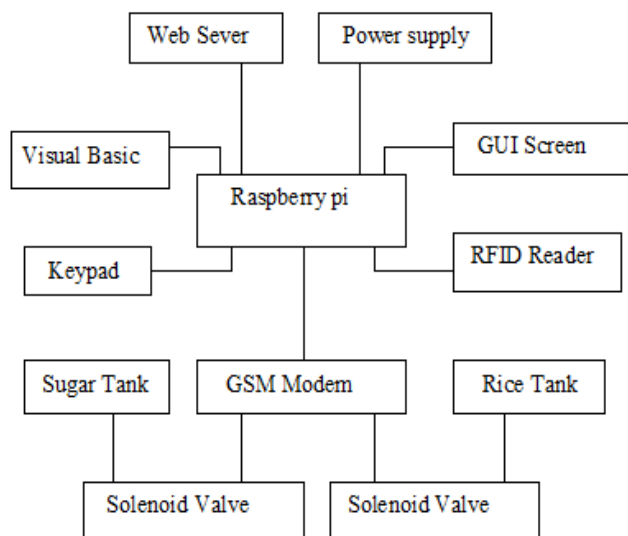 Web Sever
Power supply
Visual Basic
GUI Screen
Raspberry pi
Keypad
RFID Reader
Sugar Tank
GSM Modem
Rice Tank
Solenoid Valve
Solenoid Valve